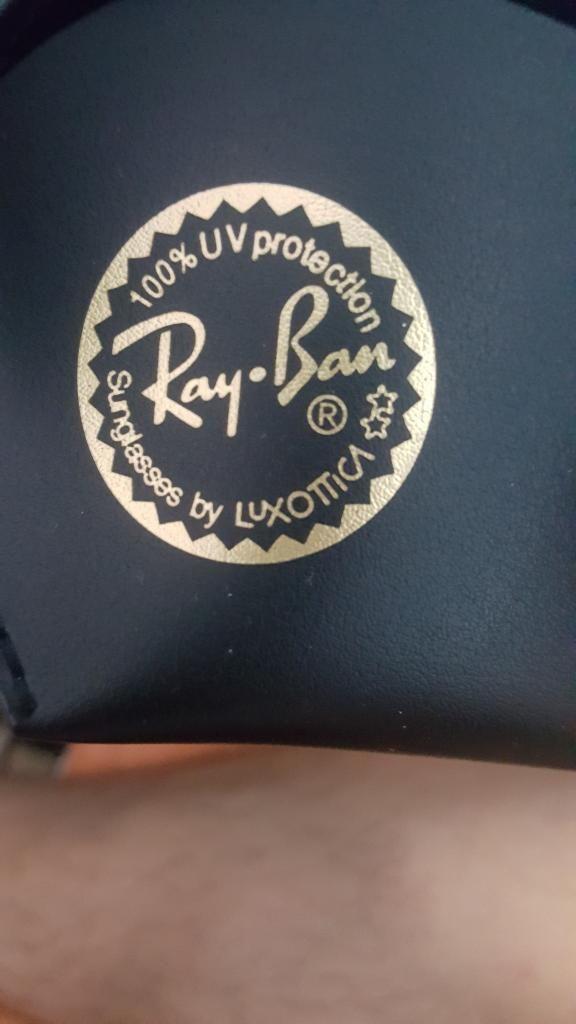 100% UV protection
Ray-Ban
®
Sunglasses by LUXOTTICA